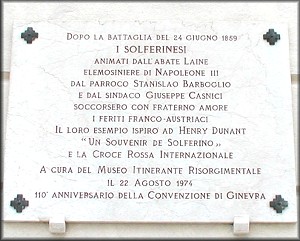 DOPO LA BATTAGLIA DEL 24 GIUGNO 1859
I SOLFERINESI
ANIMATI DALL'ABATE LAINE
ELEMOSINIERE DI NAPOLEONE III
DAL PARROCO STANISLAO BARBOGLIO
E DAL SINDACO GIUSEPPE CASNICI
SOCCORSERO CON FRATERNO AMORE
I FERITI FRANCO-AUSTRIACI
IL LORO ESEMPIO ISPIRO AD HENRY DUNANT
"UN SOUVENIR DE SOLFERINO"
E LA CROCE ROSSA INTERNAZIONALE
A CURA DEL MUSEO ITINERANTE RISORGIMENTALE
IL 22 AGOSTO 1974
110° ANNIVERSARIO DELLA CONVENZIONE DI GINEVRA